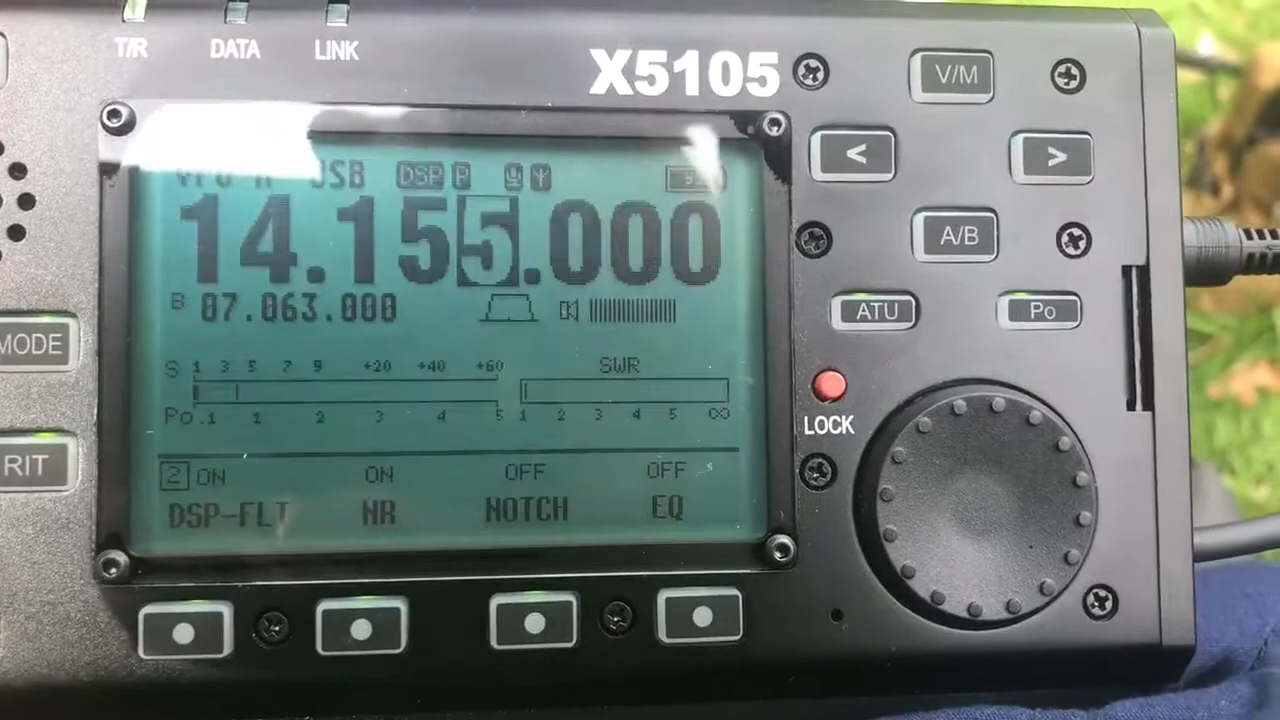 T/R DATA LINK
X5105
V/M
< >
A/B
ATU Po
LOCK
MODE
RIT
USB DSP P
14.155.000
B 07.063.000
S 1 3 5 7 9 +20 +40 +60 SWR
Po .1 1 2 3 4 5 1 2 3 4 5 ∞
2 ON ON OFF OFF
DSP-FLT NR NOTCH EQ